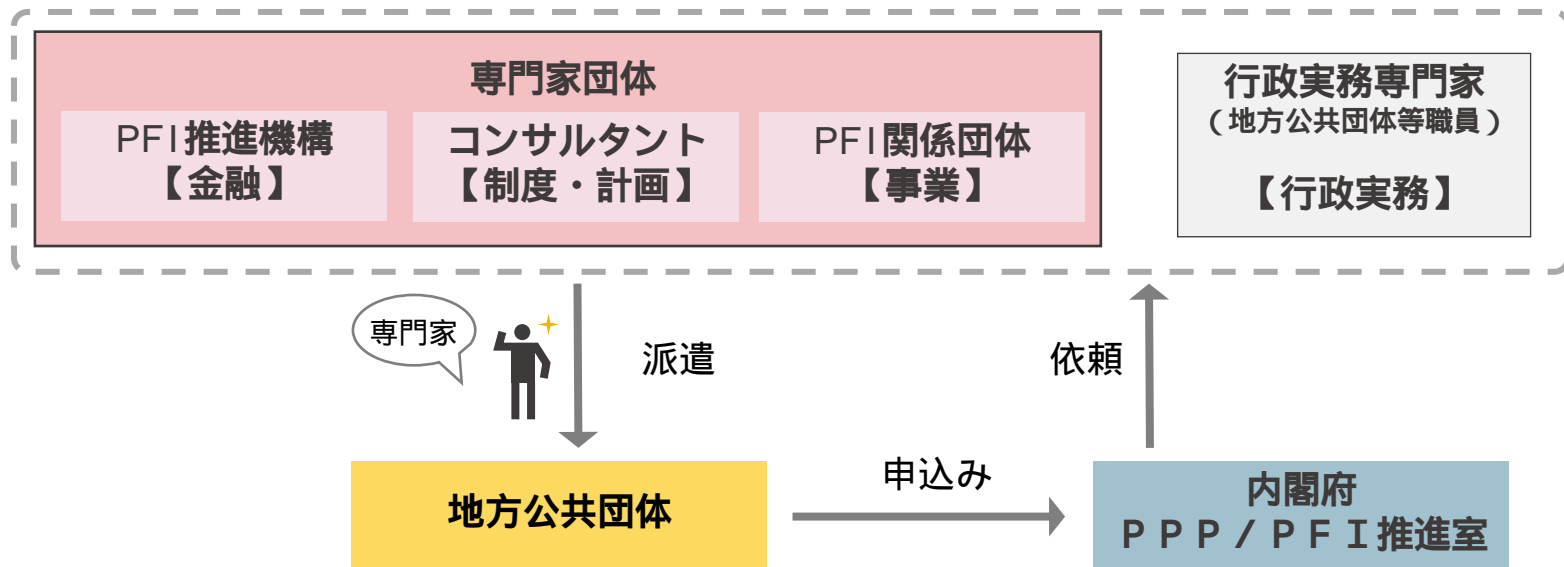 専門家団体
PFI推進機構
【金融】
コンサルタント
【制度・計画】
PFI関係団体
【事業】
行政実務専門家
（地方公共団体等職員）
【行政実務】
専門家
派遣
依頼
地方公共団体
申込み
内閣府
ＰＰＰ/ＰＦＩ推進室